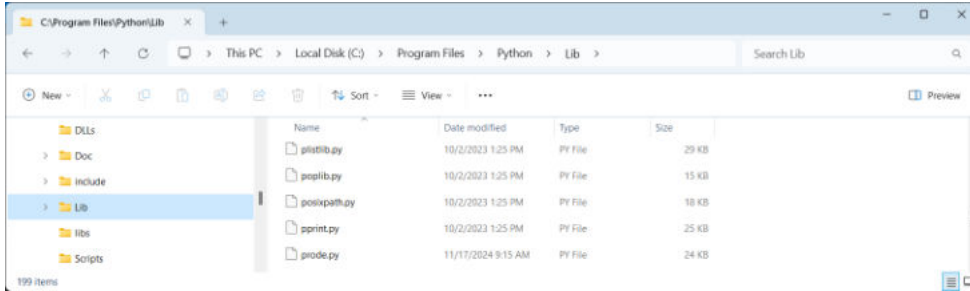 C:\Program Files\Python\Lib
This PC > Local Disk (C:) > Program Files > Python > Lib >
Search Lib
New
Sort
View
Preview
DLLs
Doc
include
Lib
libs
Scripts
Name Date modified Type Size
plistlib.py 10/2/2023 1:25 PM PY File 29 KB
poplib.py 10/2/2023 1:25 PM PY File 15 KB
posixpath.py 10/2/2023 1:25 PM PY File 18 KB
pprint.py 10/2/2023 1:25 PM PY File 25 KB
prode.py 11/17/2024 9:15 AM PY File 24 KB
199 items